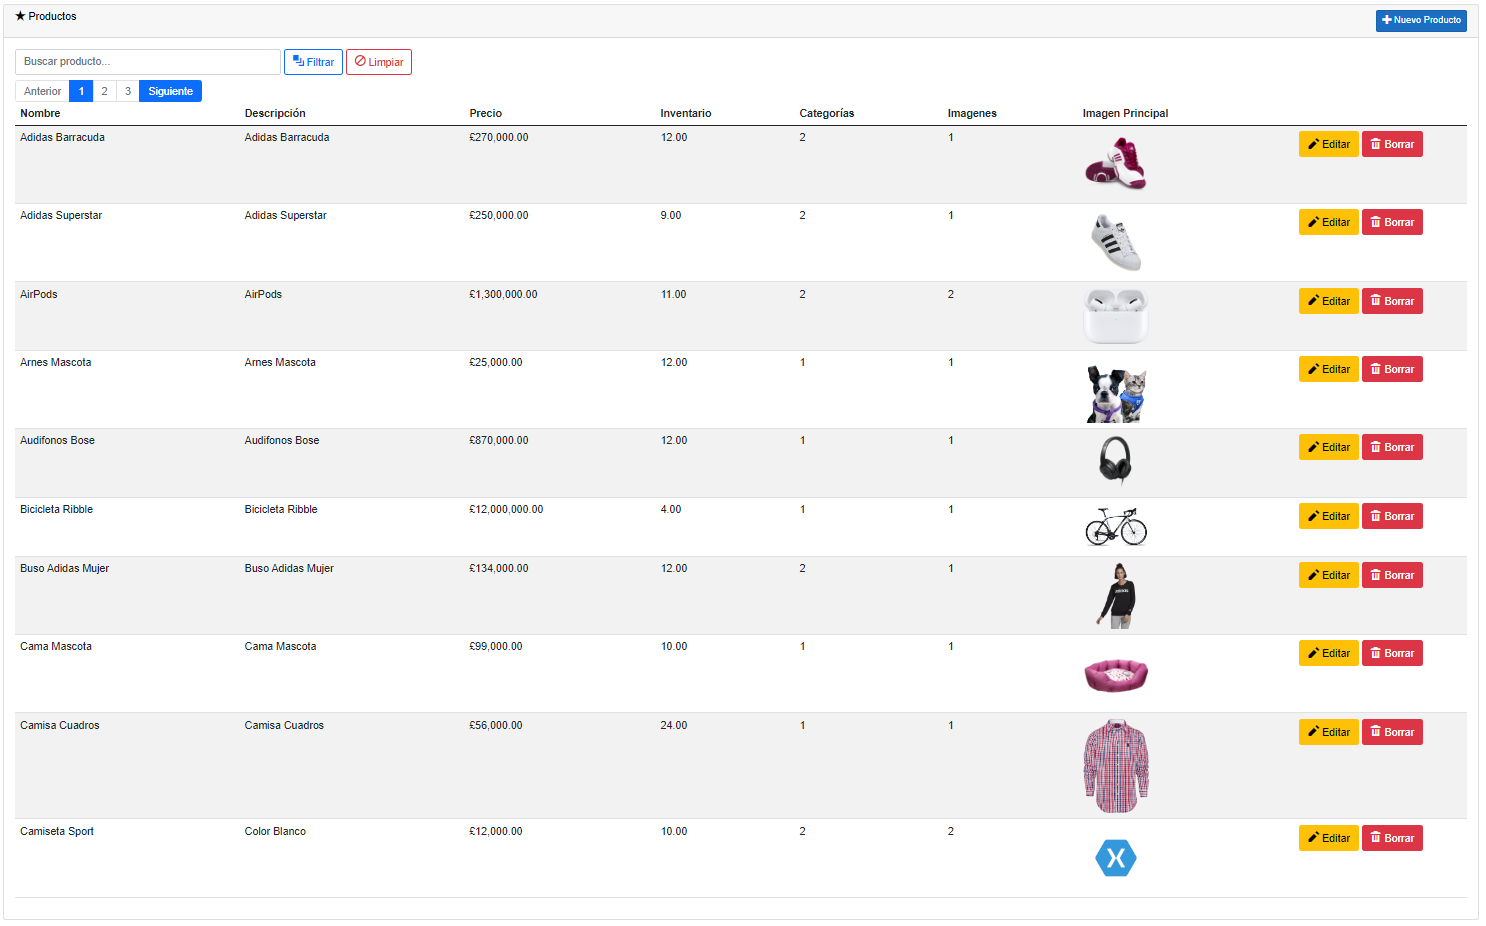 ★ Productos
Nuevo Producto
Buscar producto...
Filtrar
Limpiar
Anterior 1 2 3 Siguiente
Nombre Descripción Precio Inventario Categorías Imagenes Imagen Principal
Adidas Barracuda Adidas Barracuda £270,000.00 12.00 2 1 Editar Borrar
Adidas Superstar Adidas Superstar £250,000.00 9.00 2 1 Editar Borrar
AirPods AirPods £1,300,000.00 11.00 2 2 Editar Borrar
Arnes Mascota Arnes Mascota £25,000.00 12.00 1 1 Editar Borrar
Audifonos Bose Audifonos Bose £870,000.00 12.00 1 1 Editar Borrar
Bicicleta Ribble Bicicleta Ribble £12,000,000.00 4.00 1 1 Editar Borrar
Buso Adidas Mujer Buso Adidas Mujer £134,000.00 12.00 2 1 Editar Borrar
Cama Mascota Cama Mascota £99,000.00 10.00 1 1 Editar Borrar
Camisa Cuadros Camisa Cuadros £56,000.00 24.00 1 1 Editar Borrar
Camiseta Sport Color Blanco £12,000.00 10.00 2 2 Editar Borrar